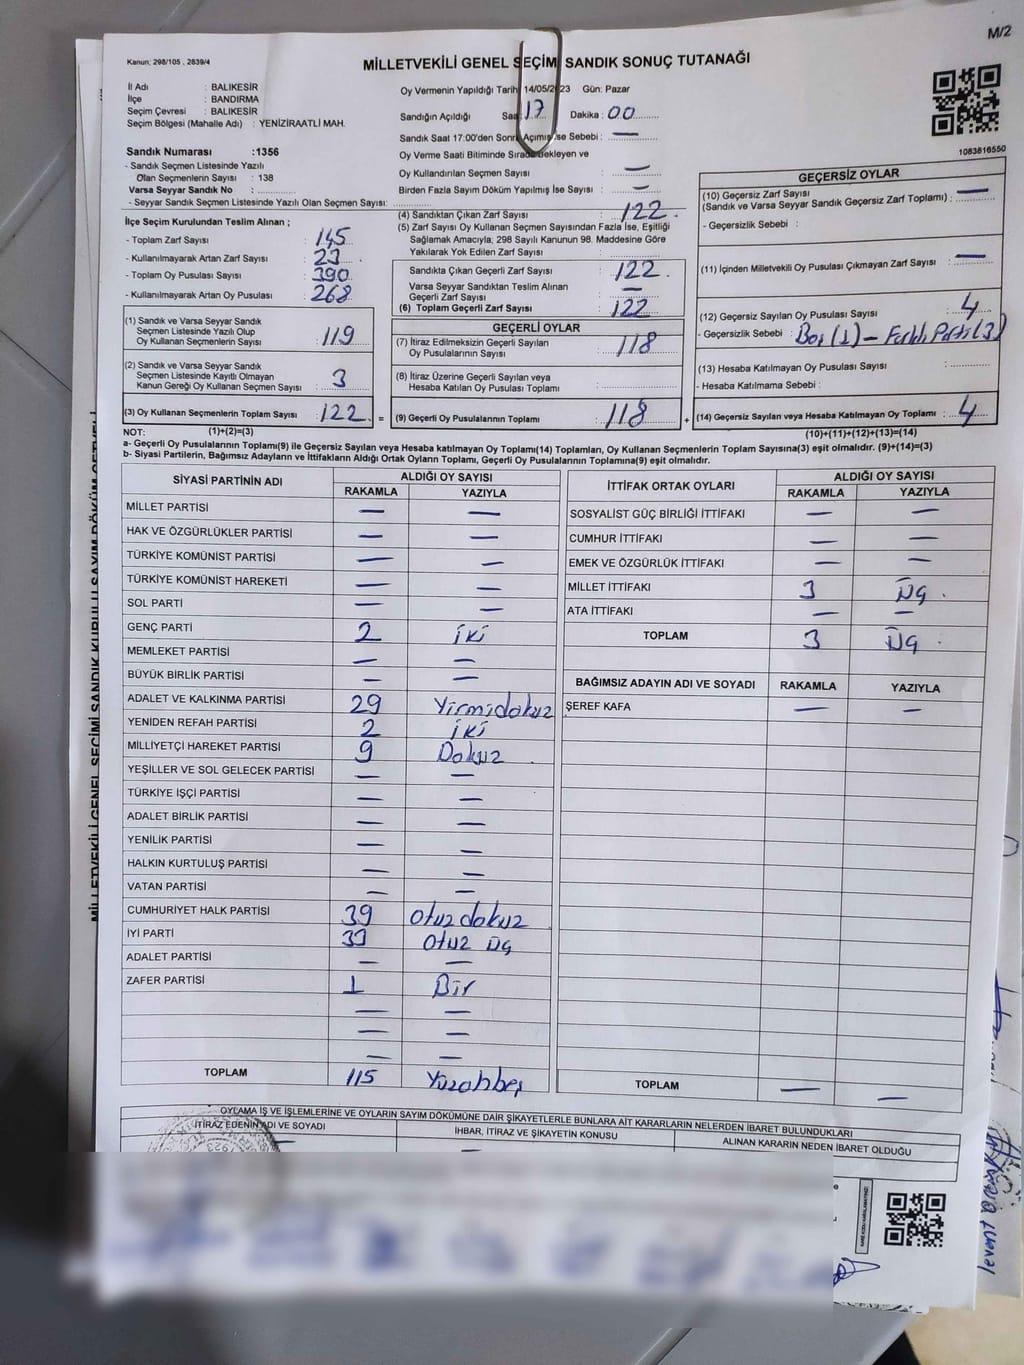 M/2
Kanun: 298/105 , 2839/4
MİLLETVEKİLİ GENEL SEÇİM SANDIK SONUÇ TUTANAĞI
İl Adı : BALIKESİR
İlçe : BANDIRMA
Seçim Çevresi : BALIKESİR
Seçim Bölgesi (Mahalle Adı) : YENİZİRAATLİ MAH.
Sandık Numarası :1356
- Sandık Seçmen Listesinde Yazılı
Olan Seçmenlerin Sayısı : 138
Varsa Seyyar Sandık No :
- Seyyar Sandık Seçmen Listesinde Yazılı Olan Seçmen Sayısı:
Oy Vermenin Yapıldığı Tarih 14/05/2 23 Gün: Pazar
Sandığın Açıldığı Saat 17 Dakika : 00
Sandık Saat 17:00'den Sonra Açılmış ise Sebebi : —
Oy Verme Saati Bitiminde Sırada Bekleyen ve
Oy Kullandırılan Seçmen Sayısı : —
Birden Fazla Sayım Döküm Yapılmış İse Sayısı : —
1083816550
İlçe Seçim Kurulundan Teslim Alınan ;
- Toplam Zarf Sayısı : 145
- Kullanılmayarak Artan Zarf Sayısı : 23
- Toplam Oy Pusulası Sayısı : 390
- Kullanılmayarak Artan Oy Pusulası : 268
(1) Sandık ve Varsa Seyyar Sandık
Seçmen Listesinde Yazılı Olup
Oy Kullanan Seçmenlerin Sayısı : 119
(2) Sandık ve Varsa Seyyar Sandık
Seçmen Listesinde Kayıtlı Olmayan
Kanun Gereği Oy Kullanan Seçmen Sayısı : 3
(3) Oy Kullanan Seçmenlerin Toplam Sayısı : 122 =
(1)+(2)=(3)
(4) Sandıktan Çıkan Zarf Sayısı : 122.
(5) Zarf Sayısı Oy Kullanan Seçmen Sayısından Fazla İse, Eşitliği
Sağlamak Amacıyla; 298 Sayılı Kanunun 98. Maddesine Göre
Yakılarak Yok Edilen Zarf Sayısı :
Sandıkta Çıkan Geçerli Zarf Sayısı : 122.
Varsa Seyyar Sandıktan Teslim Alınan
Geçerli Zarf Sayısı : —
(6) Toplam Geçerli Zarf Sayısı : 122
GEÇERLİ OYLAR
(7) İtiraz Edilmeksizin Geçerli Sayılan
Oy Pusulalarının Sayısı : 118
(8) İtiraz Üzerine Geçerli Sayılan veya
Hesaba Katılan Oy Pusulası Toplamı :
(9) Geçerli Oy Pusulalarının Toplamı : 118 +
GEÇERSİZ OYLAR
(10) Geçersiz Zarf Sayısı
(Sandık ve Varsa Seyyar Sandık Geçersiz Zarf Toplamı) : —
- Geçersizlik Sebebi :
(11) İçinden Milletvekili Oy Pusulası Çıkmayan Zarf Sayısı : —
(12) Geçersiz Sayılan Oy Pusulası Sayısı : 4
- Geçersizlik Sebebi : Boş (1) - Farklı Parti (3)
(13) Hesaba Katılmayan Oy Pusulası Sayısı :
- Hesaba Katılmama Sebebi :
(14) Geçersiz Sayılan veya Hesaba Katılmayan Oy Toplamı : 4
(10)+(11)+(12)+(13)=(14)
NOT:
a- Geçerli Oy Pusulalarının Toplamı(9) ile Geçersiz Sayılan veya Hesaba katılmayan Oy Toplamı(14) Toplamları, Oy Kullanan Seçmenlerin Toplam Sayısına(3) eşit olmalıdır. (9)+(14)=(3)
b- Siyasi Partilerin, Bağımsız Adayların ve İttifakların Aldığı Ortak Oyların Toplamı, Geçerli Oy Pusulalarının Toplamına(9) eşit olmalıdır.
SİYASİ PARTİNİN ADI ALDIĞI OY SAYISI
RAKAMLA YAZIYLA
MİLLET PARTİSİ — —
HAK VE ÖZGÜRLÜKLER PARTİSİ — —
TÜRKİYE KOMÜNİST PARTİSİ — —
TÜRKİYE KOMÜNİST HAREKETİ — —
SOL PARTİ — —
GENÇ PARTİ 2 iki
MEMLEKET PARTİSİ — —
BÜYÜK BİRLİK PARTİSİ — —
ADALET VE KALKINMA PARTİSİ 29 Yirmidokuz
YENİDEN REFAH PARTİSİ 2 iki
MİLLİYETÇİ HAREKET PARTİSİ 9 Dokuz
YEŞİLLER VE SOL GELECEK PARTİSİ — —
TÜRKİYE İŞÇİ PARTİSİ — —
ADALET BİRLİK PARTİSİ — —
YENİLİK PARTİSİ — —
HALKIN KURTULUŞ PARTİSİ — —
VATAN PARTİSİ — —
CUMHURİYET HALK PARTİSİ 39 Otuzdokuz
İYİ PARTİ 33 Otuz üç
ADALET PARTİSİ — —
ZAFER PARTİSİ 1 Bir
— —
— —
— —
TOPLAM 115 Yüzonbeş
İTTİFAK ORTAK OYLARI ALDIĞI OY SAYISI
RAKAMLA YAZIYLA
SOSYALİST GÜÇ BİRLİĞİ İTTİFAKI — —
CUMHUR İTTİFAKI — —
EMEK VE ÖZGÜRLÜK İTTİFAKI — —
MİLLET İTTİFAKI 3 Üç.
ATA İTTİFAKI — —
TOPLAM 3 Üç.
BAĞIMSIZ ADAYIN ADI VE SOYADI RAKAMLA YAZIYLA
ŞEREF KAFA — —
TOPLAM — —
OYLAMA İŞ VE İŞLEMLERİNE VE OYLARIN SAYIM DÖKÜMÜNE DAİR ŞİKAYETLERLE BUNLARA AİT KARARLARIN NELERDEN İBARET BULUNDUKLARI
İTİRAZ EDENİN ADI VE SOYADI İHBAR, İTİRAZ VE ŞİKAYETİN KONUSU ALINAN KARARIN NEDEN İBARET OLDUĞU
— —